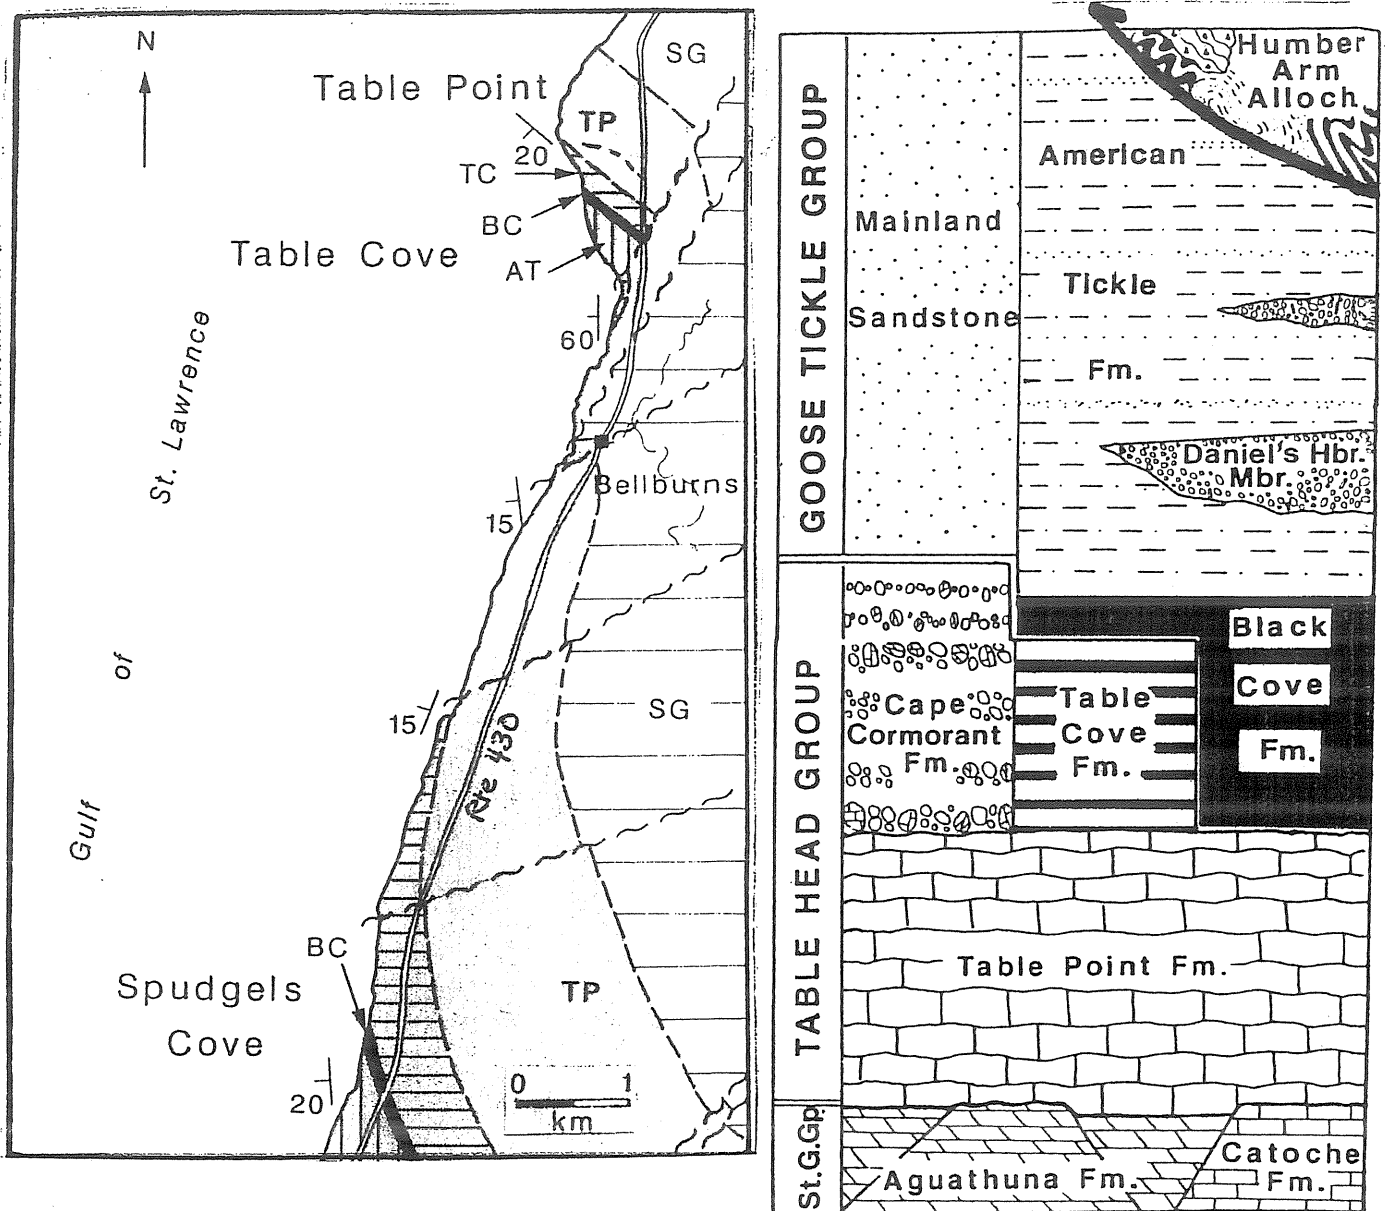 N
Table Point
SG
TP
20
TC
BC
Table Cove
AT
60
St. Lawrence
Bellburns
15
of
15
SG
Rte 430
Gulf
BC
Spudgels
Cove
TP
20
0 1
km
GOOSE TICKLE GROUP
Mainland
Sandstone
Humber
Arm
Alloch.
American
Tickle
Fm.
Daniel's Hbr.
Mbr.
TABLE HEAD GROUP
Cape
Cormorant
Fm.
Table
Cove
Fm.
Black
Cove
Fm.
Table Point Fm.
St.G.Gp.
Aguathuna Fm.
Catoche
Fm.